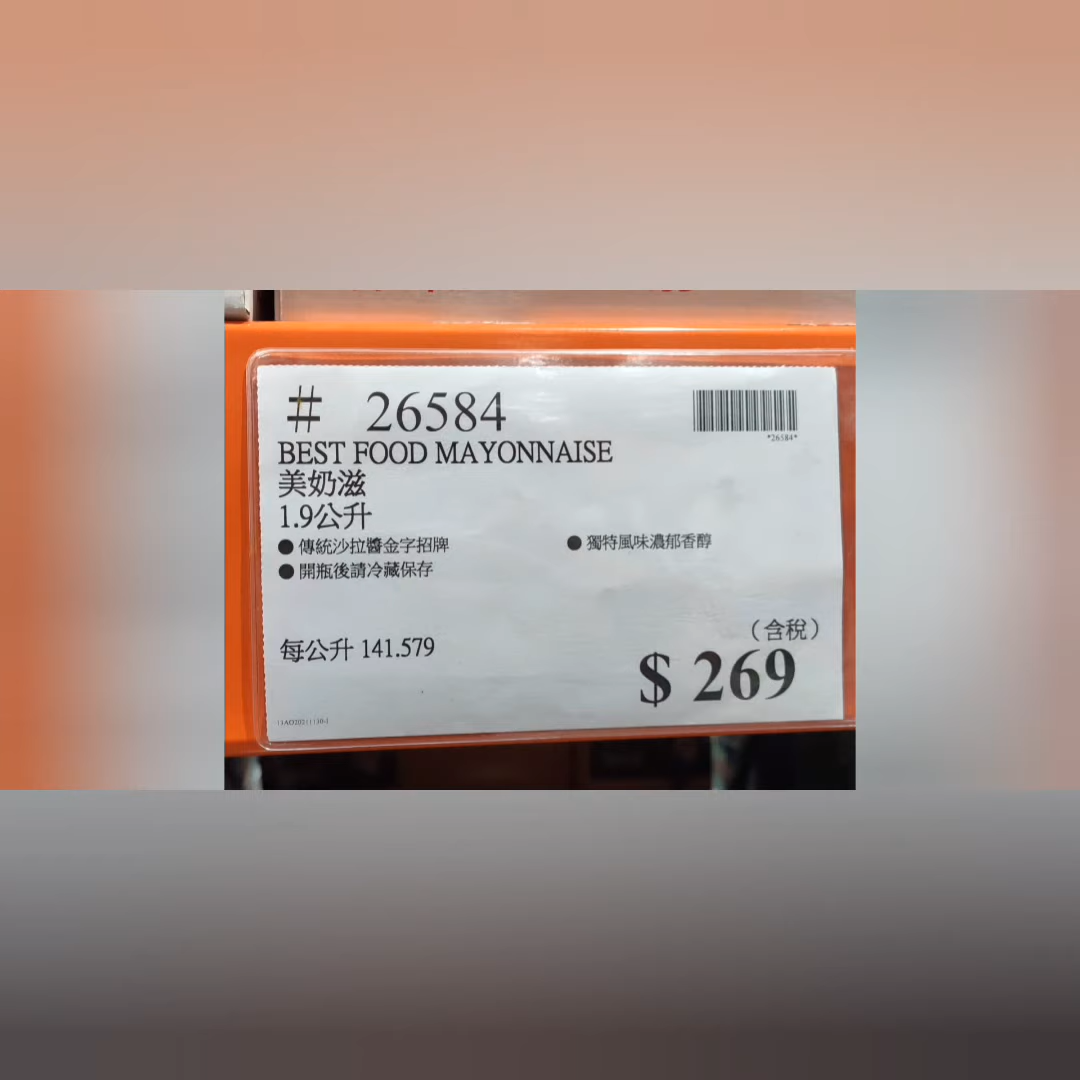 # 26584
*26584*
BEST FOOD MAYONNAISE
美奶滋
1.9公升
●傳統沙拉醬金字招牌
●獨特風味濃郁香醇
●開瓶後請冷藏保存
(含稅)
每公升 141.579
$ 269